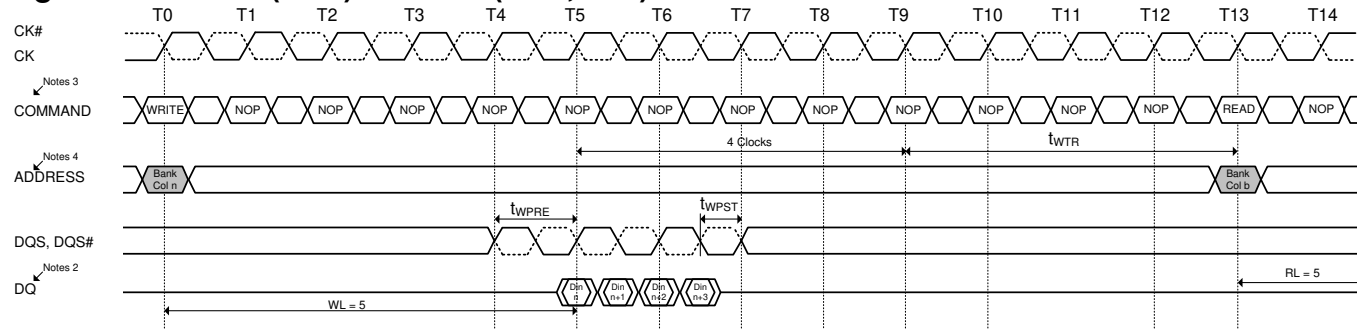 T0 T1 T2 T3 T4 T5 T6 T7 T8 T9 T10 T11 T12 T13 T14
CK#
CK
Notes 3
COMMAND WRITE NOP NOP NOP NOP NOP NOP NOP NOP NOP NOP NOP NOP READ NOP
4 Clocks tWTR
Notes 4
ADDRESS
Bank Col n
Bank Col b
tWPRE tWPST
DQS, DQS#
Notes 2
DQ
Din n
Din n+1
Din n+2
Din n+3
RL = 5
WL = 5